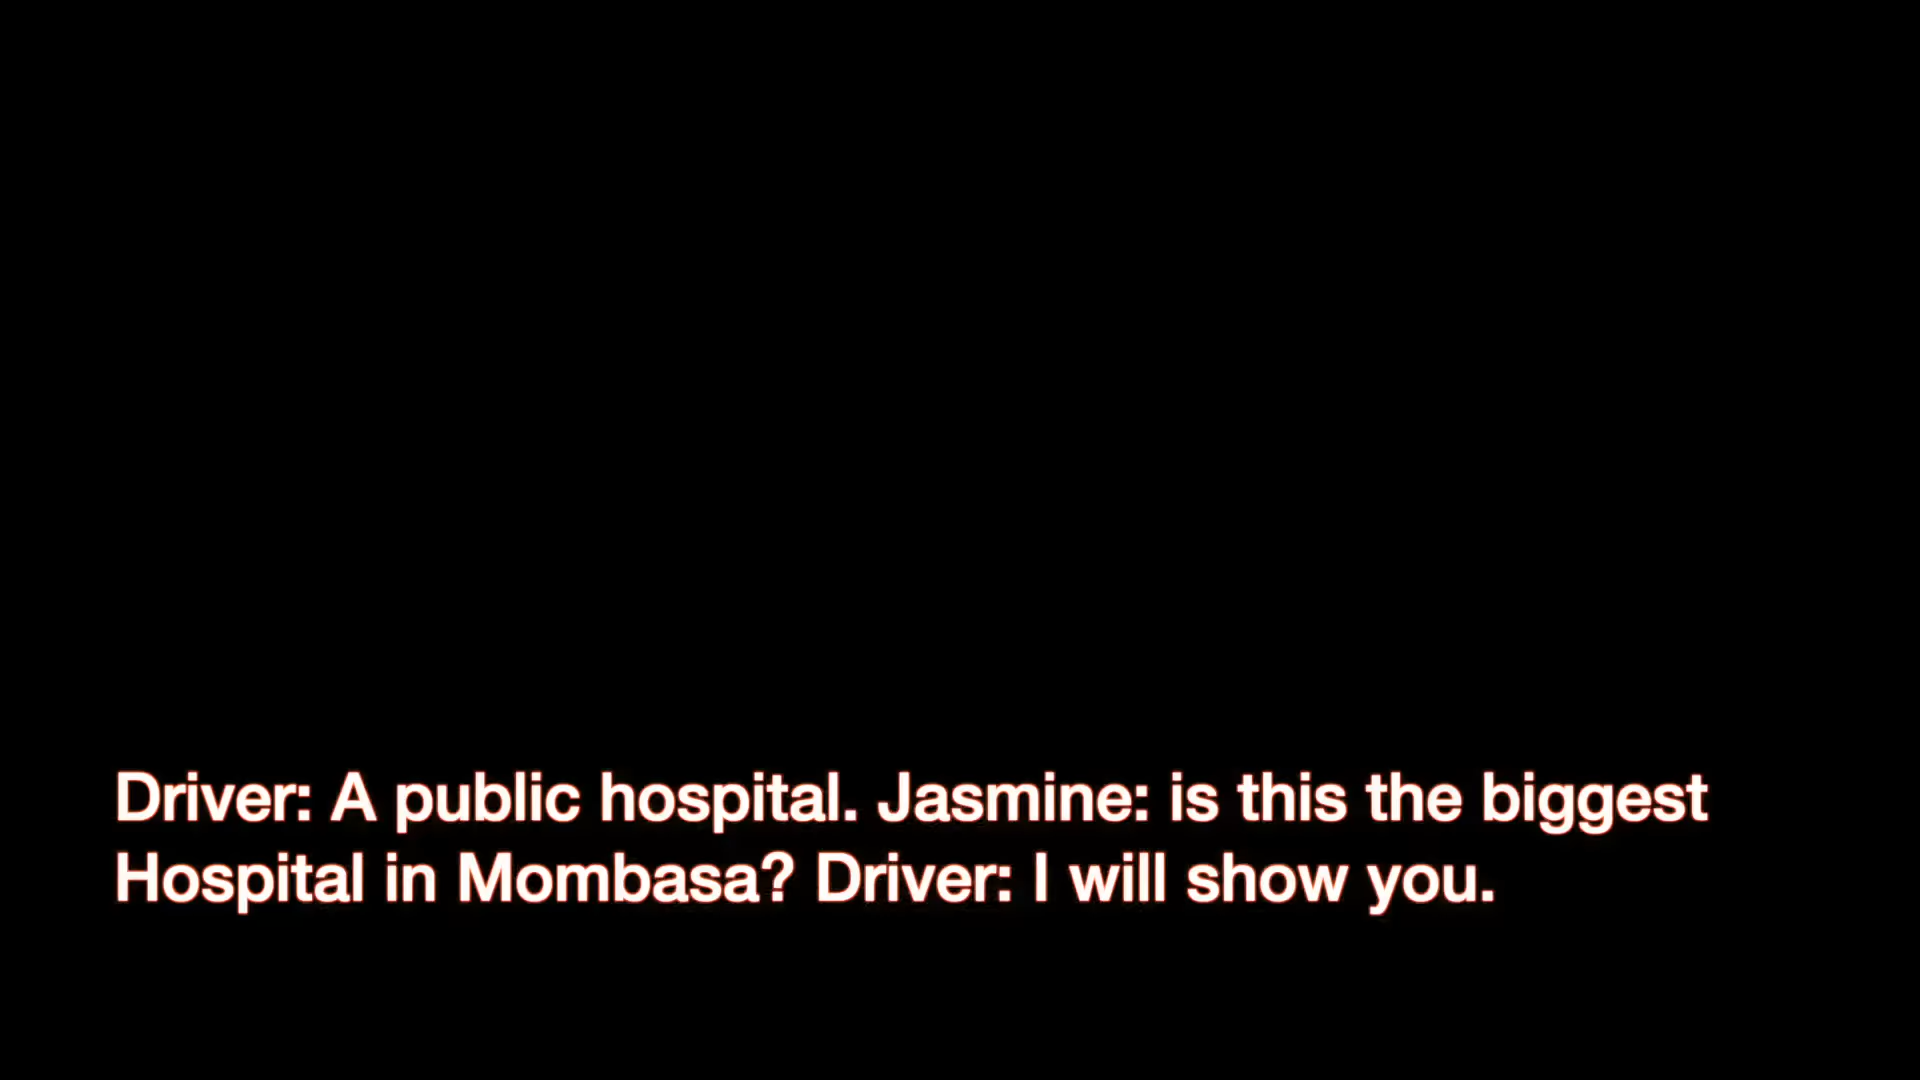 Driver: A public hospital. Jasmine: is this the biggest
Hospital in Mombasa? Driver: I will show you.